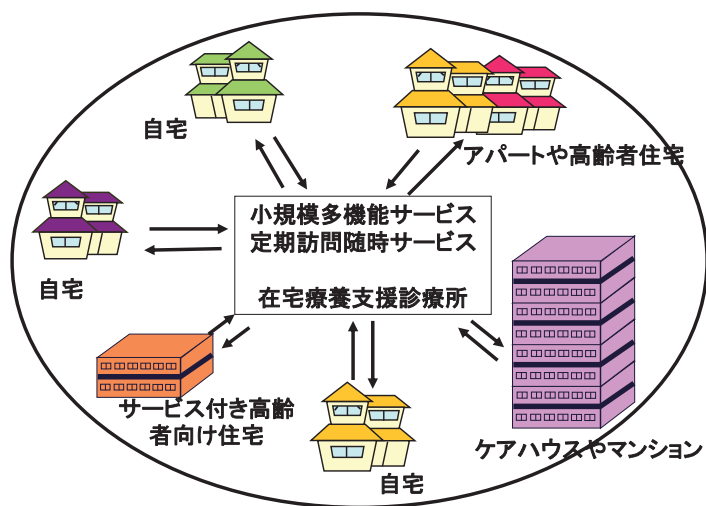 自宅
アパートや高齢者住宅
小規模多機能サービス
定期訪問随時サービス
在宅療養支援診療所
自宅
サービス付き高齢
者向け住宅
自宅
ケアハウスやマンション